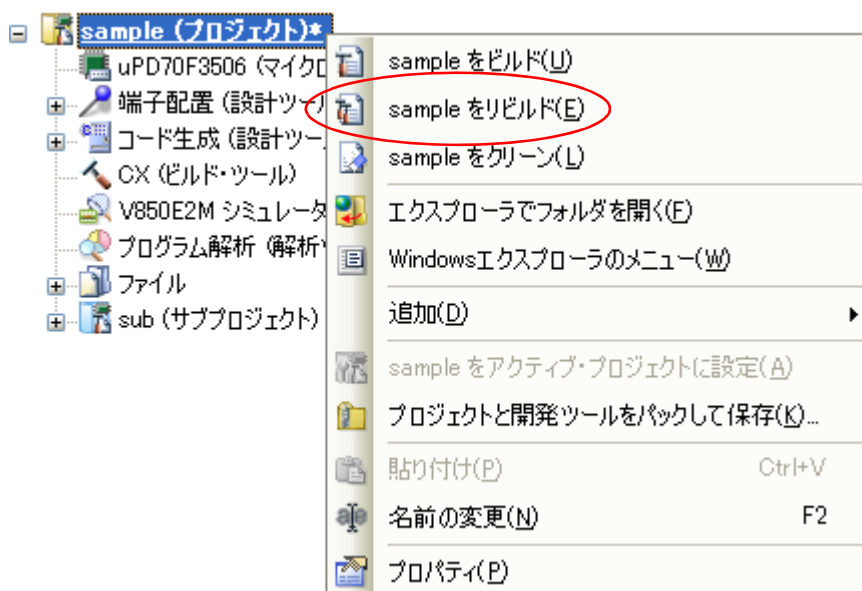 sample (プロジェクト)*
uPD70F3506 (マイクロ
端子配置 (設計ツール
コード生成 (設計ツー
CX (ビルド・ツール)
V850E2M シミュレータ
プログラム解析 (解析
ファイル
sub (サブプロジェクト)
sample をビルド(U)
sample をリビルド(E)
sample をクリーン(L)
エクスプローラでフォルダを開く(F)
Windowsエクスプローラのメニュー(W)
追加(D)
sample をアクティブ・プロジェクトに設定(A)
プロジェクトと開発ツールをパックして保存(K)...
貼り付け(P) Ctrl+V
名前の変更(N) F2
プロパティ(P)